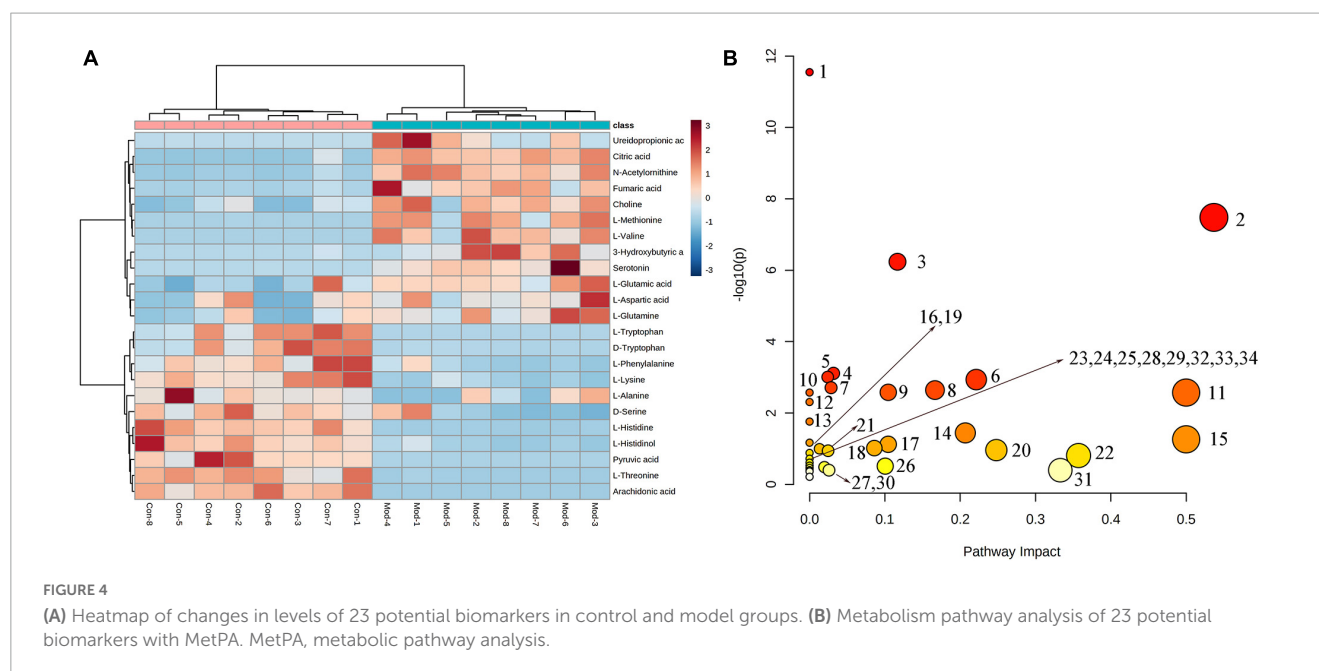 A
class
3
2
1
0
-1
-2
-3
Ureidopropionic ac
Citric acid
N-Acetylornithine
Fumaric acid
Choline
L-Methionine
L-Valine
3-Hydroxybutyric a
Serotonin
L-Glutamic acid
L-Aspartic acid
L-Glutamine
L-Tryptophan
D-Tryptophan
L-Phenylalanine
L-Lysine
L-Alanine
D-Serine
L-Histidine
L-Histidinol
Pyruvic acid
L-Threonine
Arachidonic acid
Con-8
Con-5
Con-4
Con-2
Con-6
Con-3
Con-7
Con-1
Mod-4
Mod-1
Mod-5
Mod-2
Mod-8
Mod-7
Mod-6
Mod-3
B
-log10(p)
12
10
8
6
4
2
0
1
2
3
16,19
23,24,25,28,29,32,33,34
5
4
10
7
9
8
6
11
12
13
21
14
15
18
17
20
22
26
31
27,30
0.0
0.1
0.2
0.3
0.4
0.5
Pathway Impact
FIGURE 4
(A) Heatmap of changes in levels of 23 potential biomarkers in control and model groups. (B) Metabolism pathway analysis of 23 potential
biomarkers with MetPA. MetPA, metabolic pathway analysis.